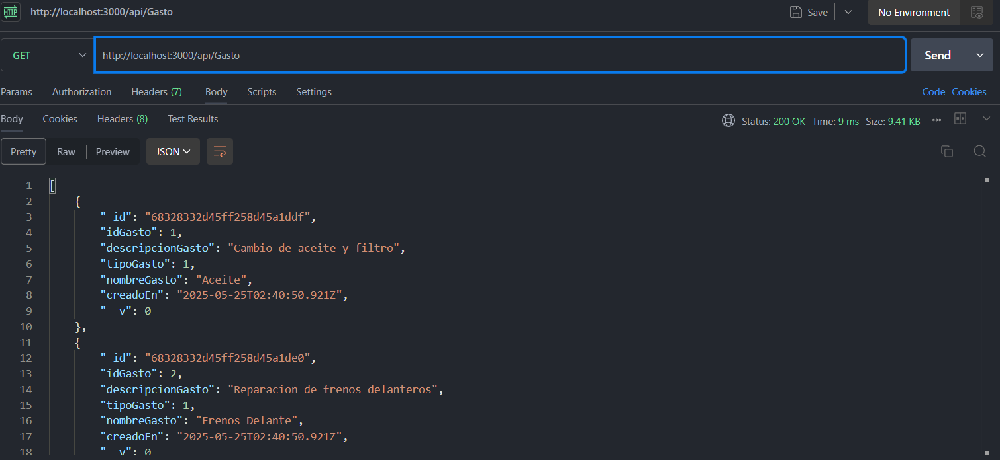 HTTP http://localhost:3000/api/Gasto Save No Environment
GET http://localhost:3000/api/Gasto Send
Params Authorization Headers (7) Body Scripts Settings Code Cookies
Body Cookies Headers (8) Test Results Status: 200 OK Time: 9 ms Size: 9.41 KB
Pretty Raw Preview JSON
1 [
2 {
3 "_id": "68328332d45ff258d45a1ddf",
4 "idGasto": 1,
5 "descripcionGasto": "Cambio de aceite y filtro",
6 "tipoGasto": 1,
7 "nombreGasto": "Aceite",
8 "creadoEn": "2025-05-25T02:40:50.921Z",
9 "__v": 0
10 },
11 {
12 "_id": "68328332d45ff258d45a1de0",
13 "idGasto": 2,
14 "descripcionGasto": "Reparacion de frenos delanteros",
15 "tipoGasto": 1,
16 "nombreGasto": "Frenos Delante",
17 "creadoEn": "2025-05-25T02:40:50.921Z",
18 "__v": 0